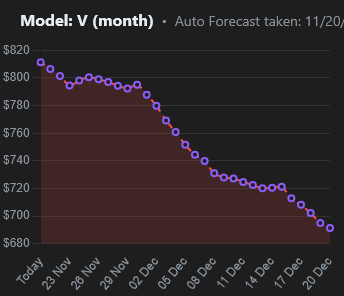 Model: V (month) • Auto Forecast taken: 11/20/
$820
$800
$780
$760
$740
$720
$700
$680
Today
23 Nov
26 Nov
29 Nov
02 Dec
05 Dec
08 Dec
11 Dec
14 Dec
17 Dec
20 Dec